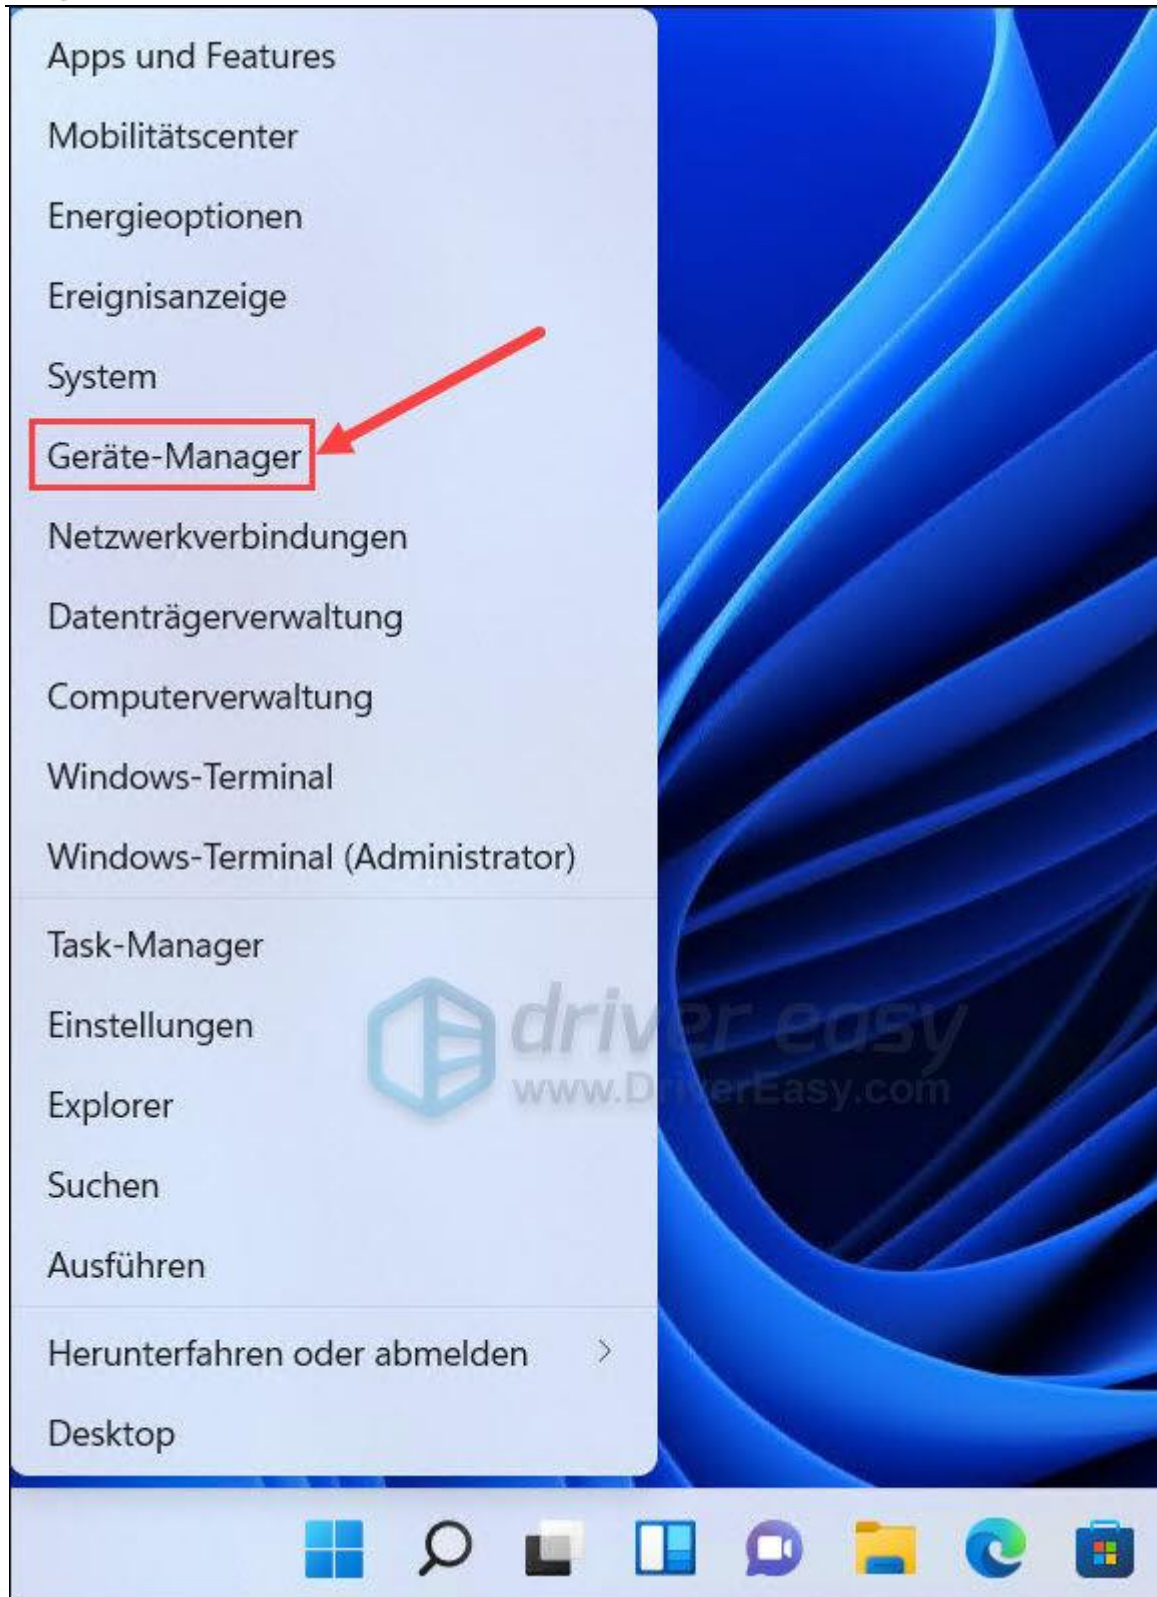 Apps und Features
Mobilitätscenter
Energieoptionen
Ereignisanzeige
System
Geräte-Manager
Netzwerkverbindungen
Datenträgerverwaltung
Computerverwaltung
Windows-Terminal
Windows-Terminal (Administrator)
Task-Manager
Einstellungen
Explorer
Suchen
Ausführen
Herunterfahren oder abmelden
Desktop
driver easy
www.DriverEasy.com